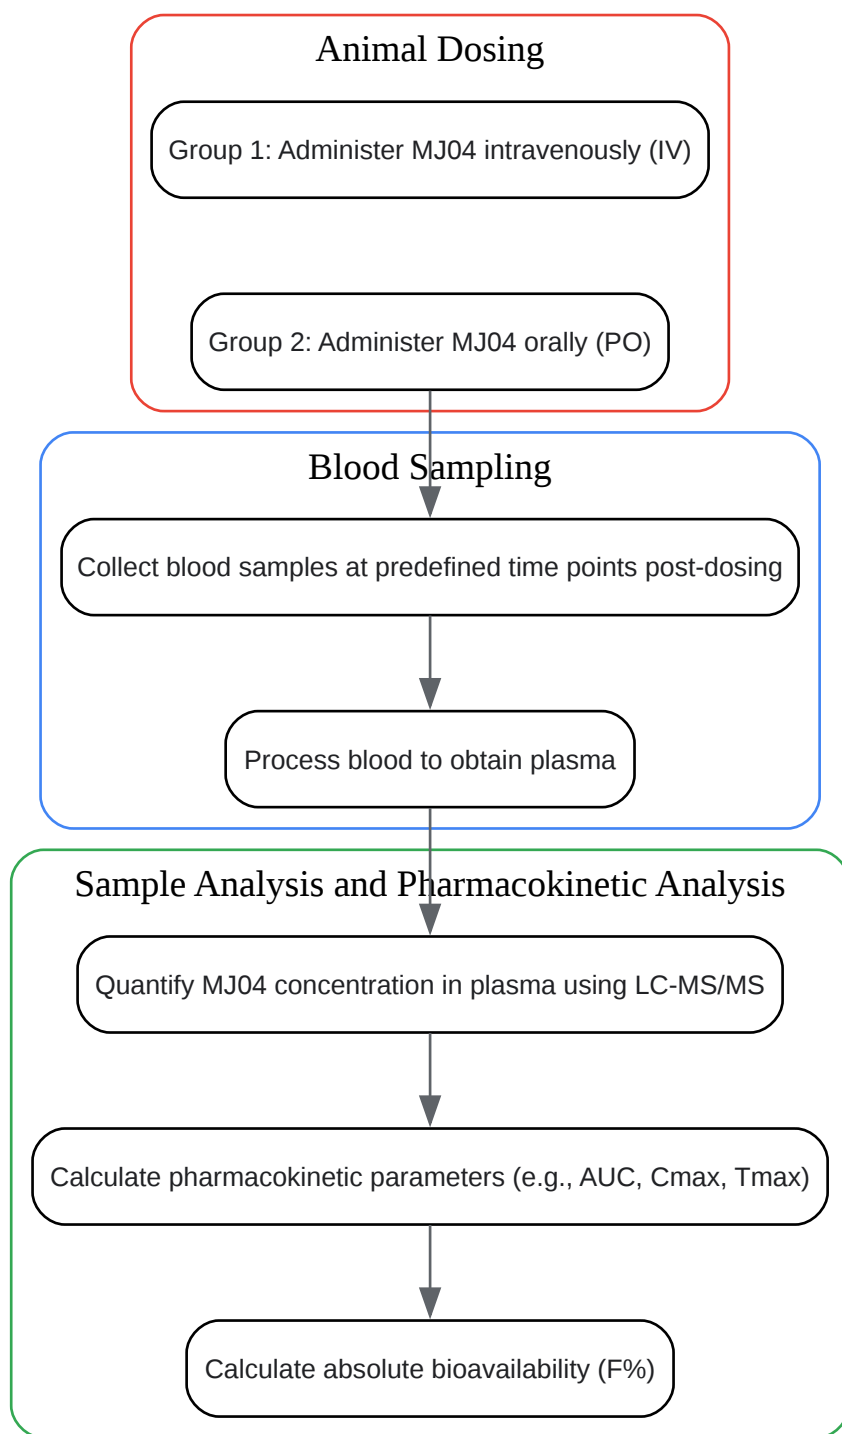 Animal Dosing
Group 1: Administer MJ04 intravenously (IV)
Group 2: Administer MJ04 orally (PO)
Blood Sampling
Collect blood samples at predefined time points post-dosing
Process blood to obtain plasma
Sample Analysis and Pharmacokinetic Analysis
Quantify MJ04 concentration in plasma using LC-MS/MS
Calculate pharmacokinetic parameters (e.g., AUC, Cmax, Tmax)
Calculate absolute bioavailability (F%)